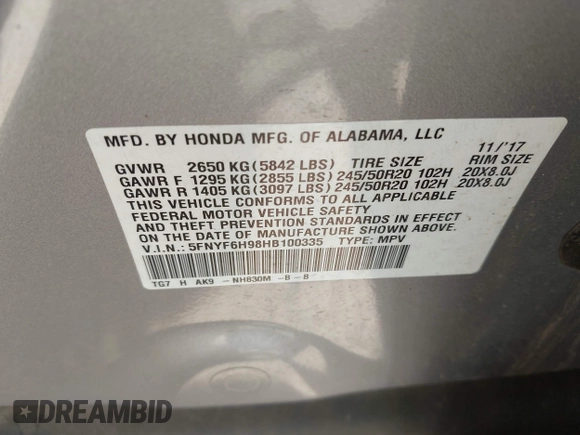 MFD. BY HONDA MFG. OF ALABAMA, LLC 11/'17
GVWR 2650 KG(5842 LBS) TIRE SIZE RIM SIZE
GAWR F 1295 KG(2855 LBS) 245/50R20 102H 20X8.0J
GAWR R 1405 KG(3097 LBS) 245/50R20 102H 20X8.0J
THIS VEHICLE CONFORMS TO ALL APPLICABLE
FEDERAL MOTOR VEHICLE SAFETY
AND THEFT PREVENTION STANDARDS IN EFFECT
ON THE DATE OF MANUFACTURE SHOWN ABOVE.
V.I.N.: 5FNYF6H98HB100335 TYPE: MPV
TG7 H AK9 -NH830M -B-B
DREAMBID